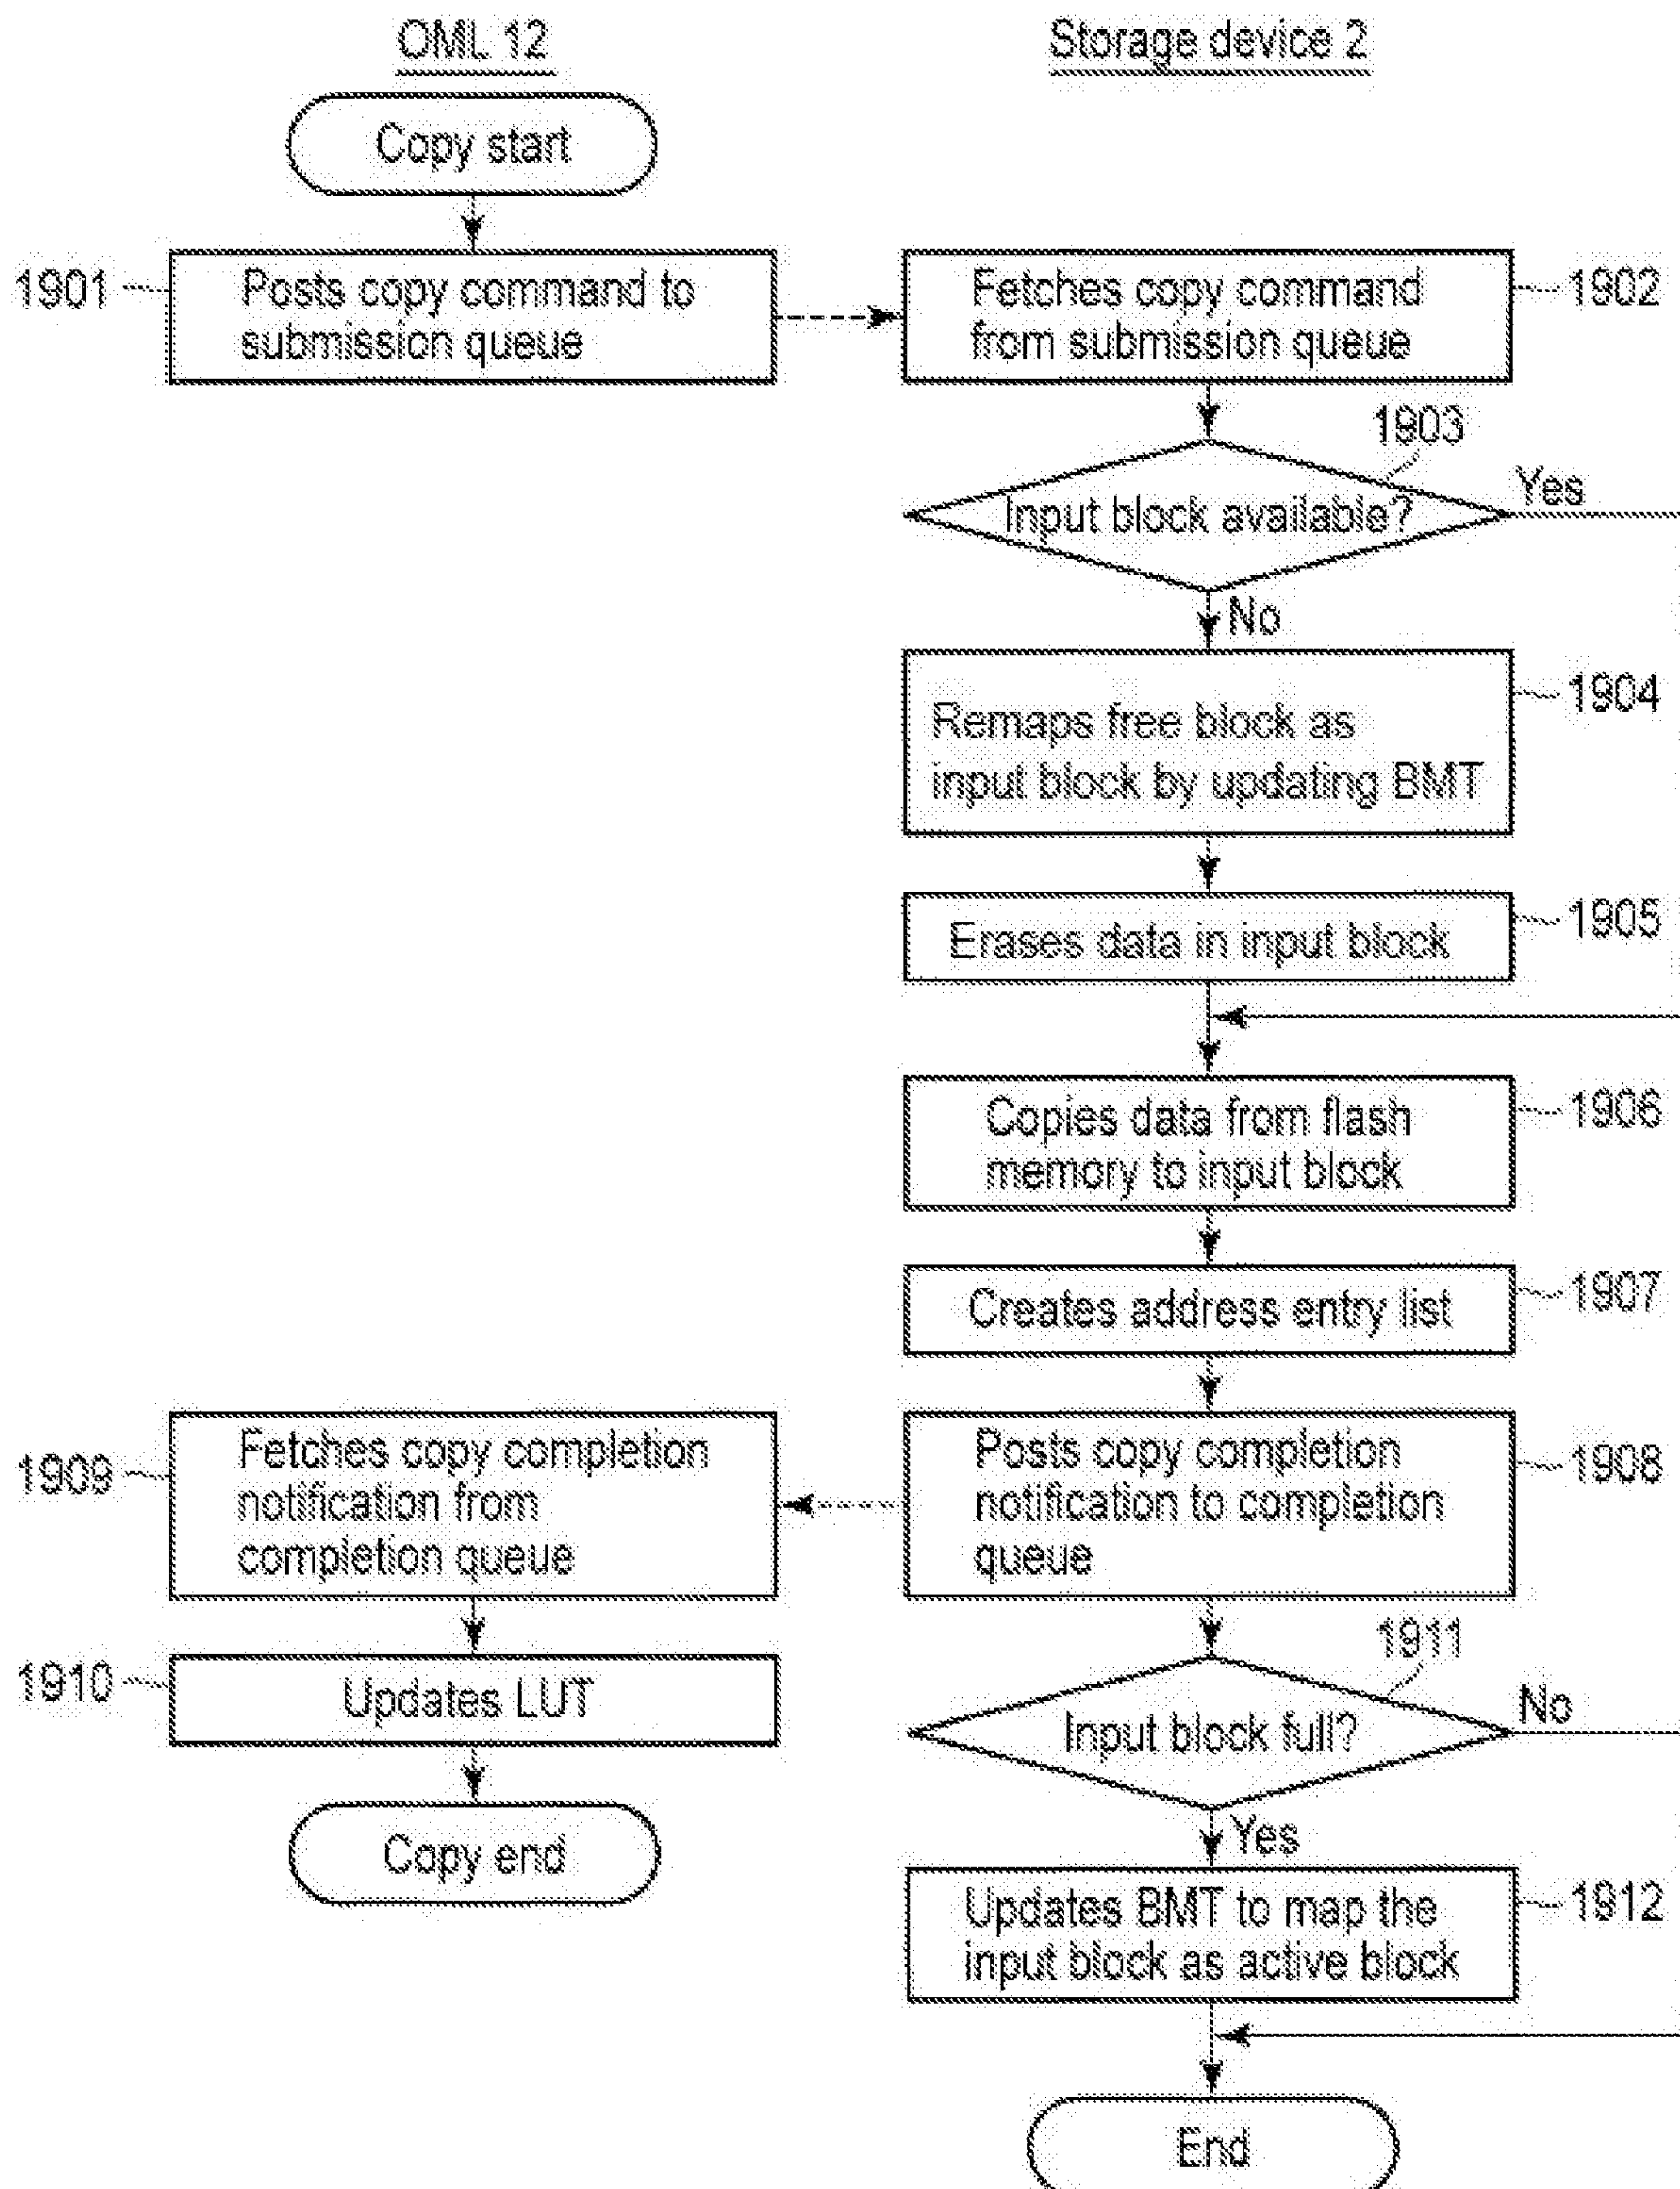 OML 12
Storage device 2
Copy start
1901
Posts copy command to
submission queue
Fetches copy command
from submission queue
1902
1903
Input block available?
Yes
No
1904
Remaps free block as
input block by updating BMT
Erases data in input block
1905
Copies data from flash
memory to input block
1906
Creates address entry list
1907
1909
Fetches copy completion
notification from
completion queue
Posts copy completion
notification to completion
queue
1908
1910
Updates LUT
1911
Input block full?
No
Copy end
Yes
Updates BMT to map the
input block as active block
1912
End